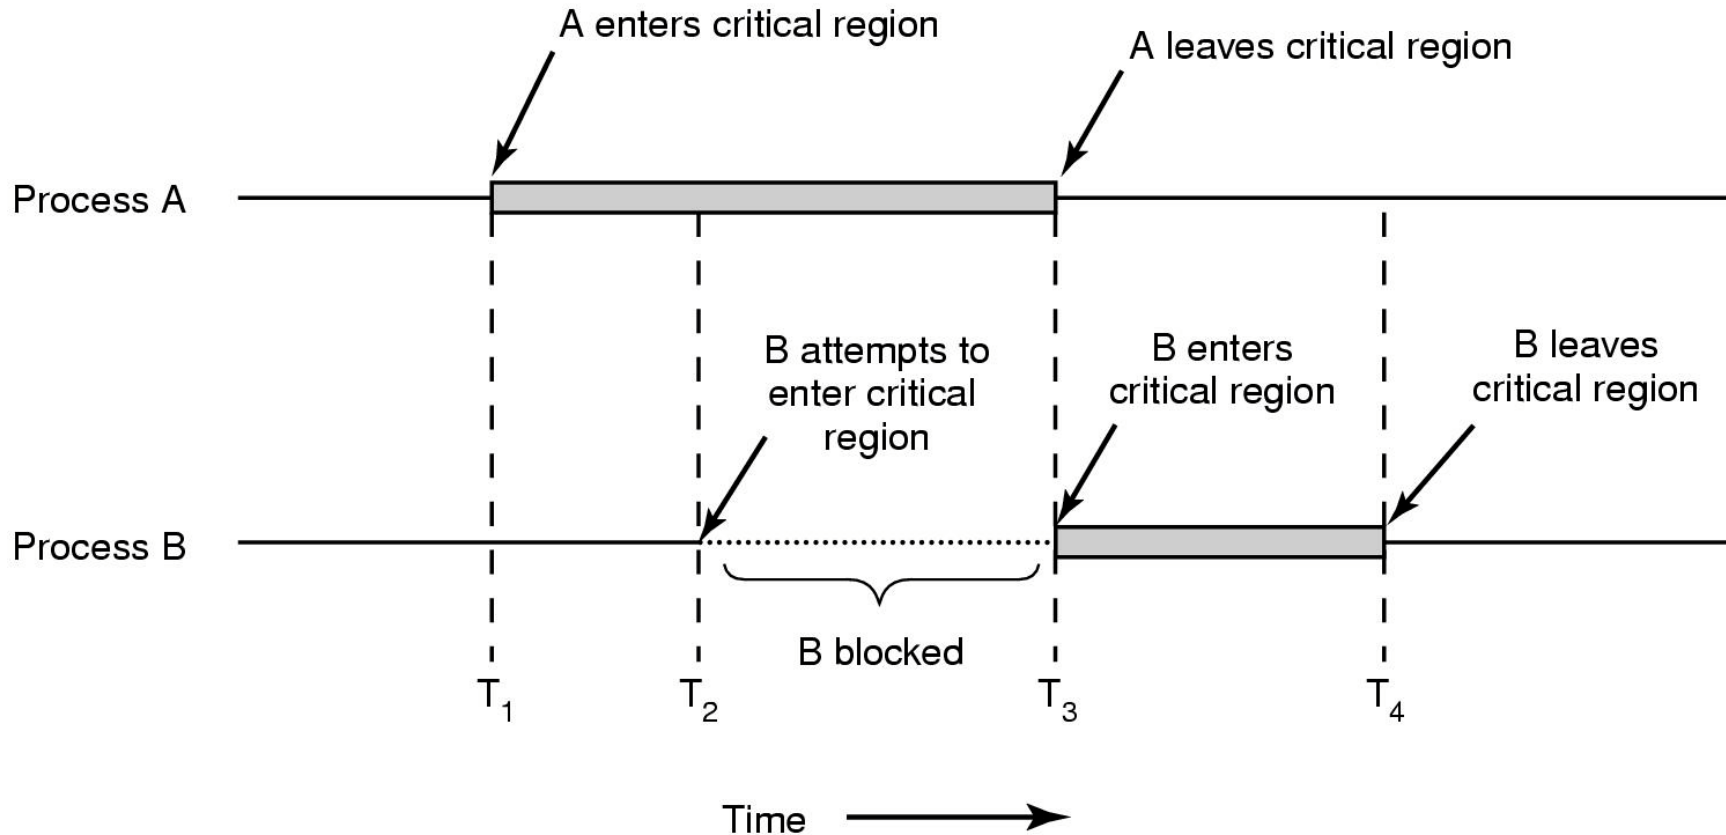 A enters critical region
A leaves critical region
Process A
B attempts to
enter critical
region
B enters
critical region
B leaves
critical region
Process B
B blocked
T1
T2
T3
T4
Time